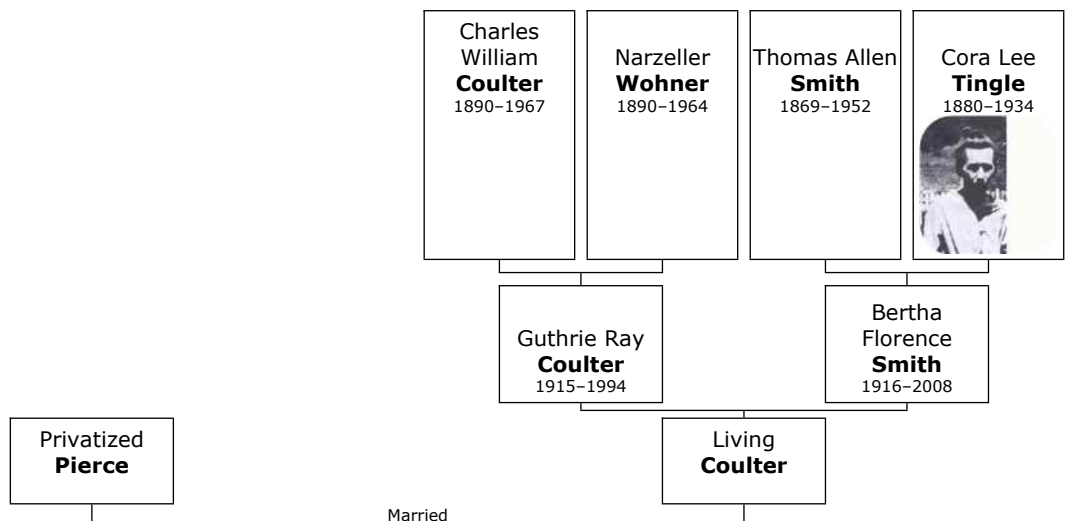 Charles
William
Coulter
1890–1967
Narzeller
Wohner
1890–1964
Thomas Allen
Smith
1869–1952
Cora Lee
Tingle
1880–1934
Guthrie Ray
Coulter
1915–1994
Bertha
Florence
Smith
1916–2008
Privatized
Pierce
Living
Coulter
Married